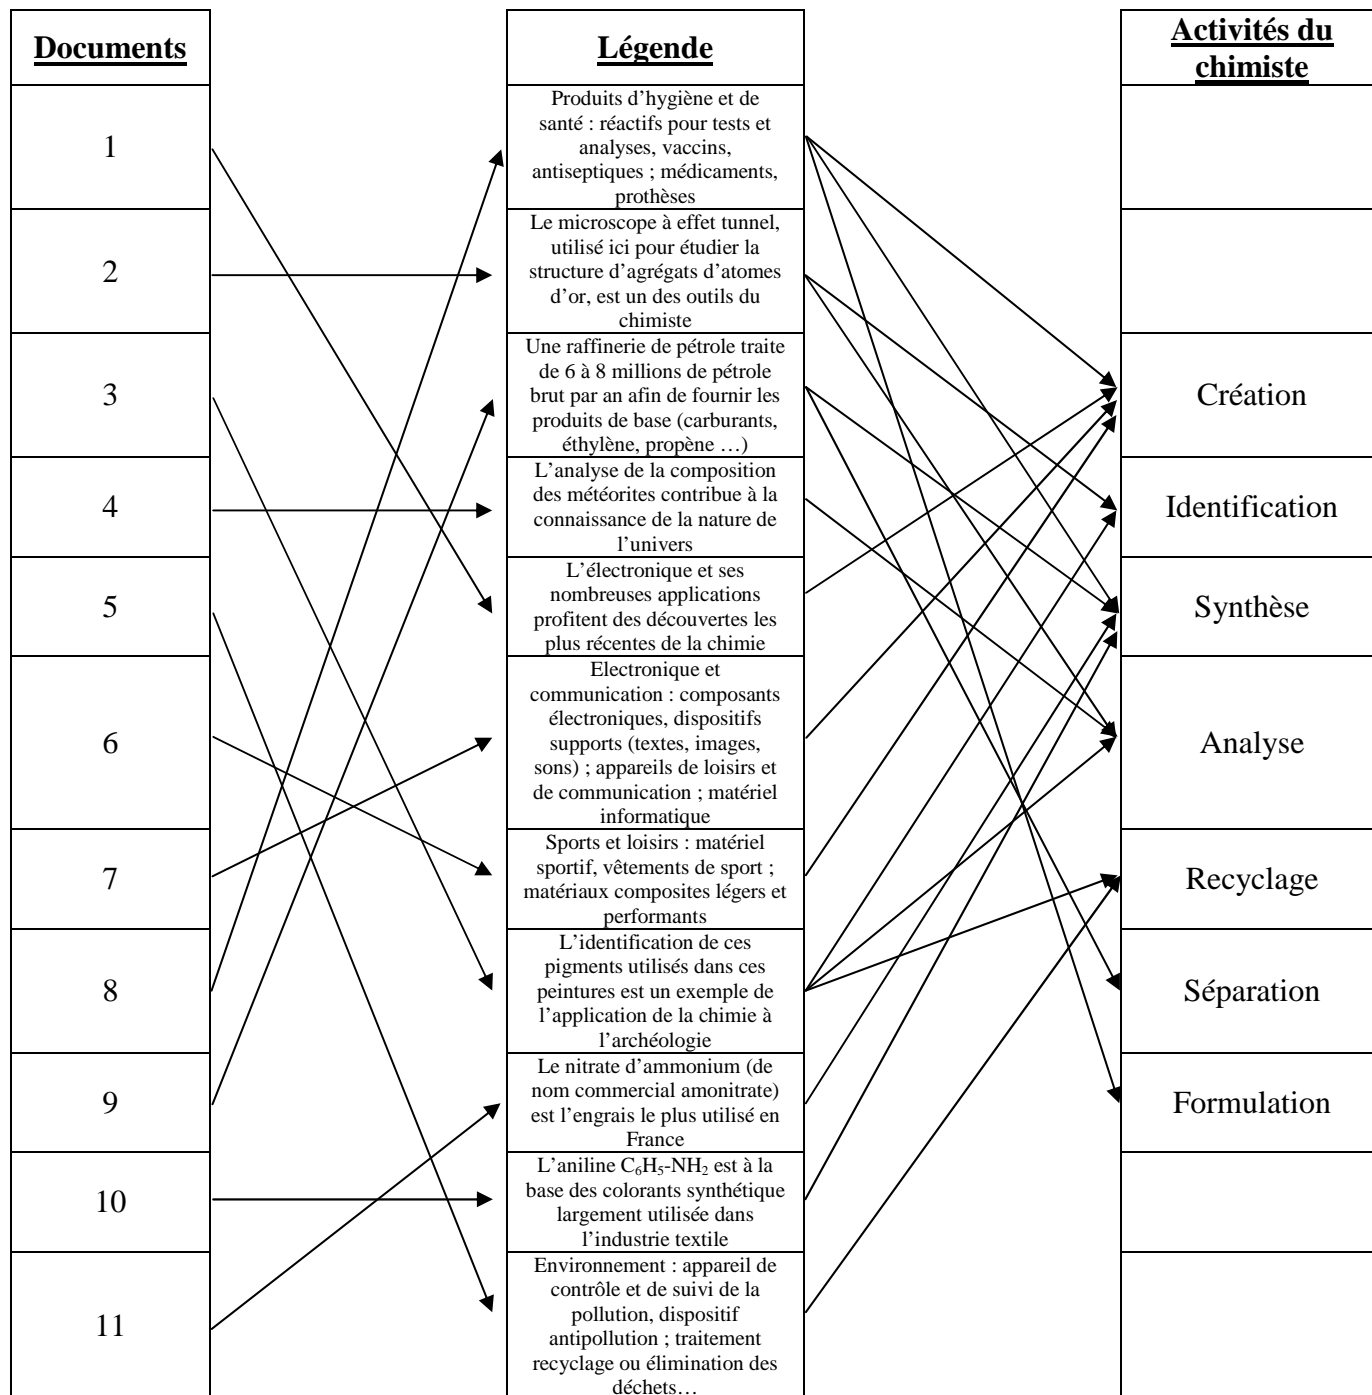 Documents
1
2
3
4
5
6
7
8
9
10
11
Légende
Produits d’hygiène et de
santé : réactifs pour tests et
analyses, vaccins,
antiseptiques ; médicaments,
prothèses
Le microscope à effet tunnel,
utilisé ici pour étudier la
structure d’agrégats d’atomes
d’or, est un des outils du
chimiste
Une raffinerie de pétrole traite
de 6 à 8 millions de pétrole
brut par an afin de fournir les
produits de base (carburants,
éthylène, propène …)
L’analyse de la composition
des météorites contribue à la
connaissance de la nature de
l’univers
L’électronique et ses
nombreuses applications
profitent des découvertes les
plus récentes de la chimie
Electronique et
communication : composants
électroniques, dispositifs
supports (textes, images,
sons) ; appareils de loisirs et
de communication ; matériel
informatique
Sports et loisirs : matériel
sportif, vêtements de sport ;
matériaux composites légers et
performants
L’identification de ces
pigments utilisés dans ces
peintures est un exemple de
l’application de la chimie à
l’archéologie
Le nitrate d’ammonium (de
nom commercial amonitrate)
est l’engrais le plus utilisé en
France
L’aniline C₆H₅-NH₂ est à la
base des colorants synthétique
largement utilisée dans
l’industrie textile
Environnement : appareil de
contrôle et de suivi de la
pollution, dispositif
antipollution ; traitement
recyclage ou élimination des
déchets…
Activités du
chimiste
Création
Identification
Synthèse
Analyse
Recyclage
Séparation
Formulation